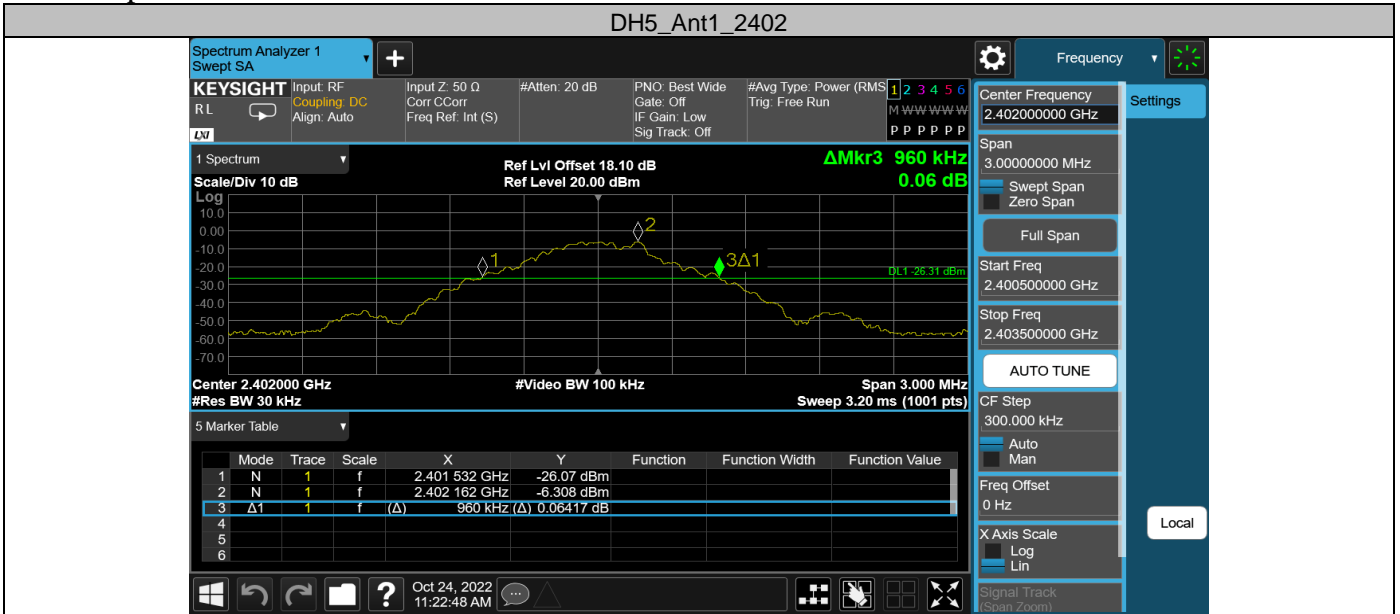 DH5_Ant1_2402
Spectrum Analyzer 1
Swept SA
Frequency
KEYSIGHT
RL
LXI
Input: RF
Coupling: DC
Align: Auto
Input Z: 50 Ω
Corr CCorr
Freq Ref: Int (S)
#Atten: 20 dB
PNO: Best Wide
Gate: Off
IF Gain: Low
Sig Track: Off
#Avg Type: Power (RMS
Trig: Free Run
1 2 3 4 5 6
M W W W W W
P P P P P P
1 Spectrum
Scale/Div 10 dB
Ref Lvl Offset 18.10 dB
Ref Level 20.00 dBm
ΔMkr3 960 kHz
0.06 dB
Log
10.0
0.00
-10.0
-20.0
-30.0
-40.0
-50.0
-60.0
-70.0
1
2
3Δ1
DL1 -26.31 dBm
Center 2.402000 GHz
#Video BW 100 kHz
Span 3.000 MHz
#Res BW 30 kHz
Sweep 3.20 ms (1001 pts)
5 Marker Table
Mode Trace Scale X Y Function Function Width Function Value
1 N 1 f 2.401 532 GHz -26.07 dBm
2 N 1 f 2.402 162 GHz -6.308 dBm
3 Δ1 1 f (Δ) 960 kHz (Δ) 0.06417 dB
4
5
6
?
Oct 24, 2022
11:22:48 AM
Center Frequency
2.402000000 GHz
Settings
Span
3.00000000 MHz
Swept Span
Zero Span
Full Span
Start Freq
2.400500000 GHz
Stop Freq
2.403500000 GHz
AUTO TUNE
CF Step
300.000 kHz
Auto
Man
Freq Offset
0 Hz
X Axis Scale
Log
Lin
Local
Signal Track
(Span Zoom)